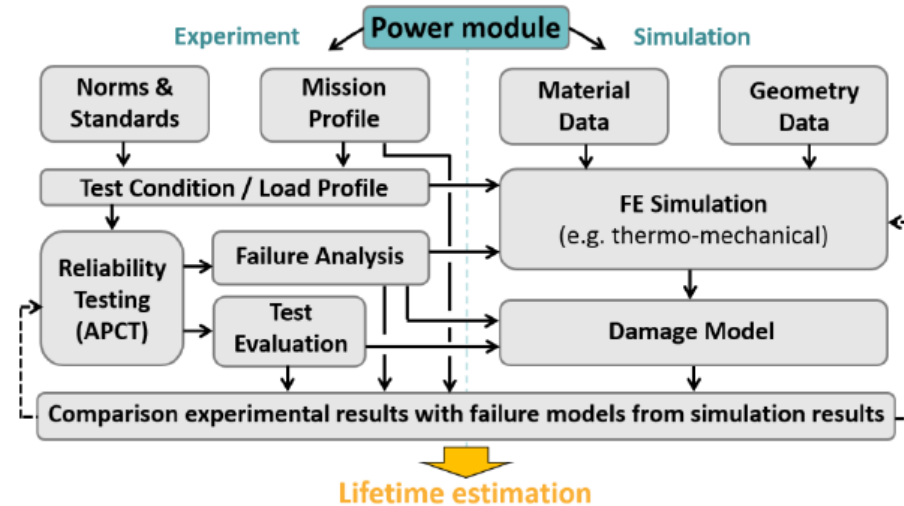 Power module
Experiment
Simulation
Norms &
Standards
Mission
Profile
Material
Data
Geometry
Data
Test Condition / Load Profile
FE Simulation
(e.g. thermo-mechanical)
Reliability
Testing
(APCT)
Failure Analysis
Test
Evaluation
Damage Model
Comparison experimental results with failure models from simulation results
Lifetime estimation